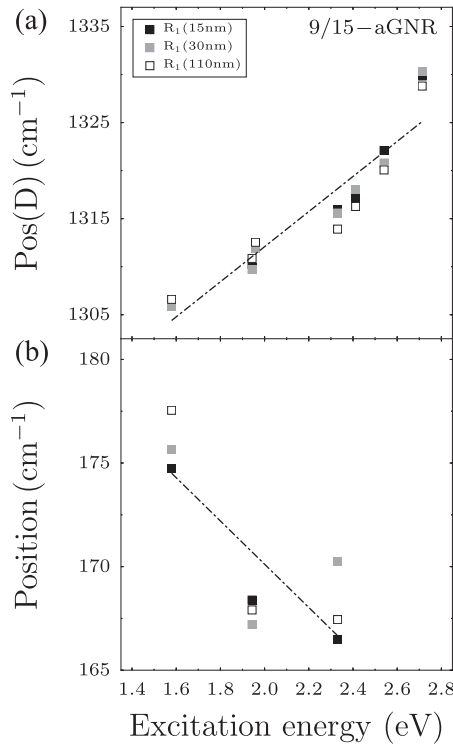 (a)
9/15−aGNR
R₁(15nm)
R₁(30nm)
R₁(110nm)
1335
1325
1315
1305
Pos(D) (cm⁻¹)
(b)
180
175
170
165
Position (cm⁻¹)
1.4 1.6 1.8 2.0 2.2 2.4 2.6 2.8
Excitation energy (eV)